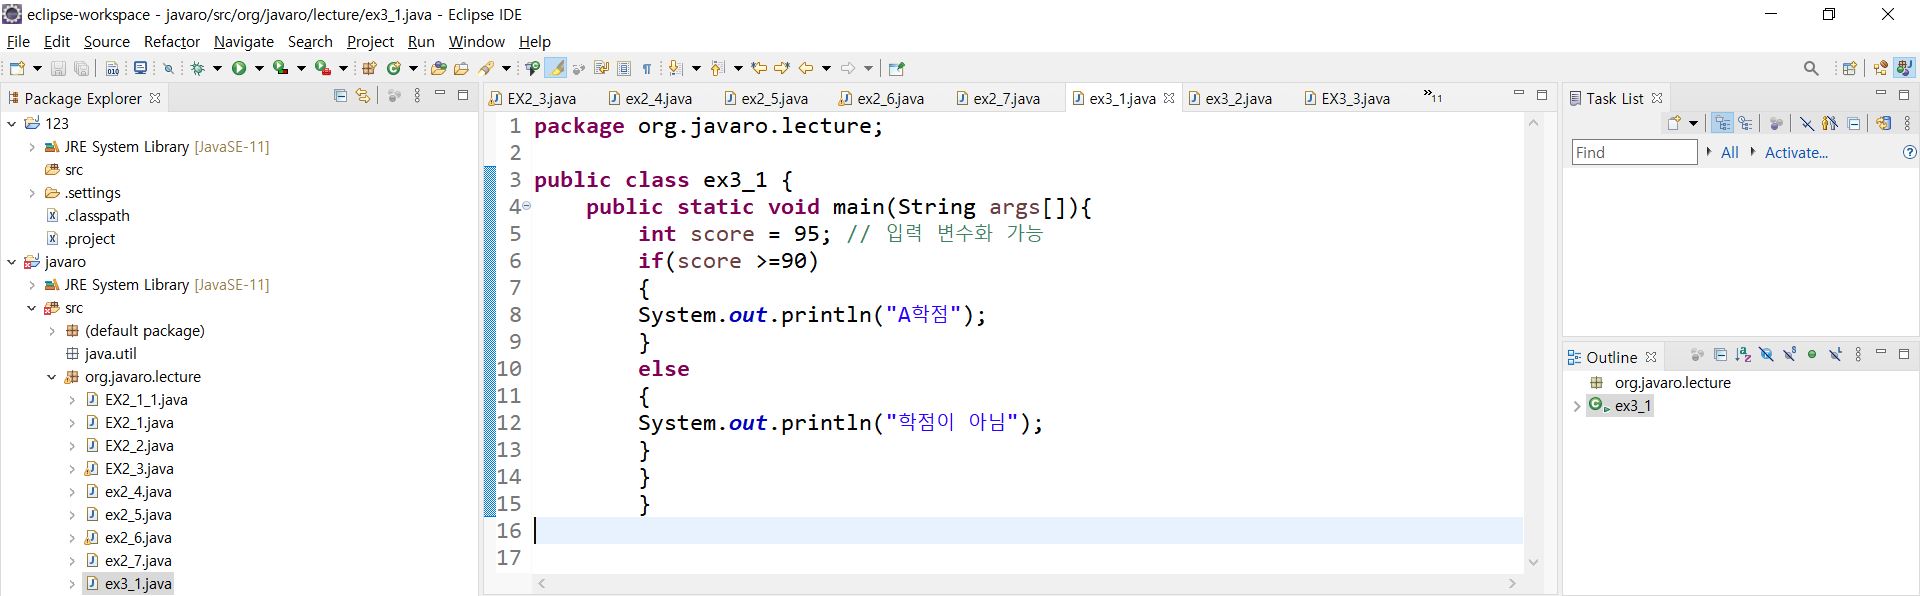 eclipse-workspace - javaro/src/org/javaro/lecture/ex3_1.java - Eclipse IDE
File Edit Source Refactor Navigate Search Project Run Window Help
Package Explorer
123
JRE System Library [JavaSE-11]
src
.settings
.classpath
.project
javaro
JRE System Library [JavaSE-11]
src
(default package)
java.util
org.javaro.lecture
EX2_1_1.java
EX2_1.java
EX2_2.java
EX2_3.java
ex2_4.java
ex2_5.java
ex2_6.java
ex2_7.java
ex3_1.java
EX2_3.java ex2_4.java ex2_5.java ex2_6.java ex2_7.java ex3_1.java ex3_2.java EX3_3.java »11
1 package org.javaro.lecture;
2
3 public class ex3_1 {
4 public static void main(String args[]){
5 int score = 95; // 입력 변수화 가능
6 if(score >=90)
7 {
8 System.out.println("A학점");
9 }
10 else
11 {
12 System.out.println("학점이 아님");
13 }
14 }
15 }
16
17
Task List
Find All Activate...
Outline
org.javaro.lecture
ex3_1